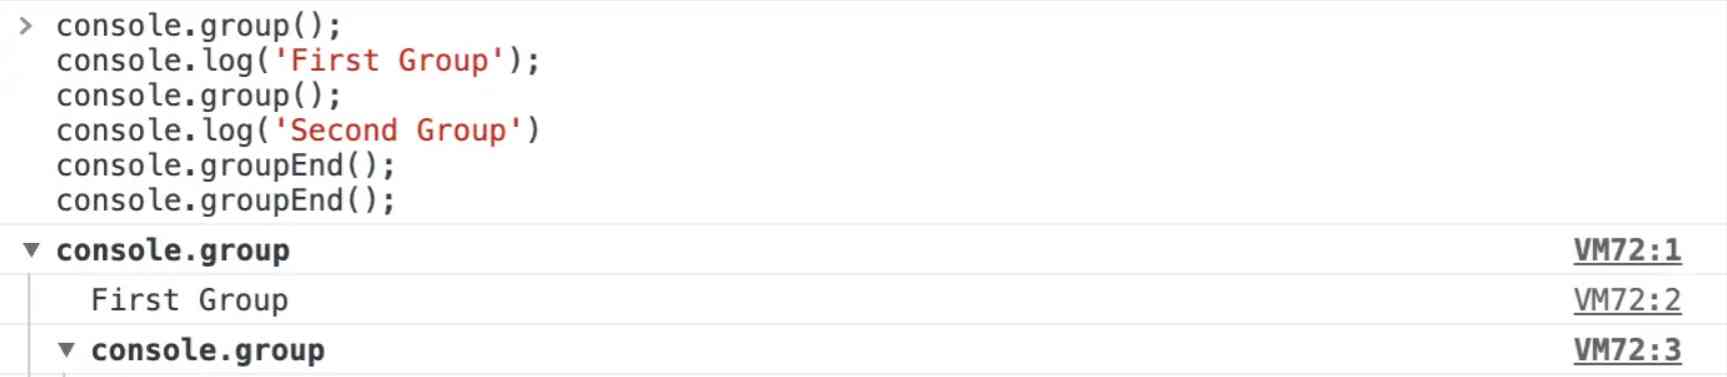 console.group();
console.log('First Group');
console.group();
console.log('Second Group')
console.groupEnd();
console.groupEnd();
console.group VM72:1
First Group VM72:2
console.group VM72:3